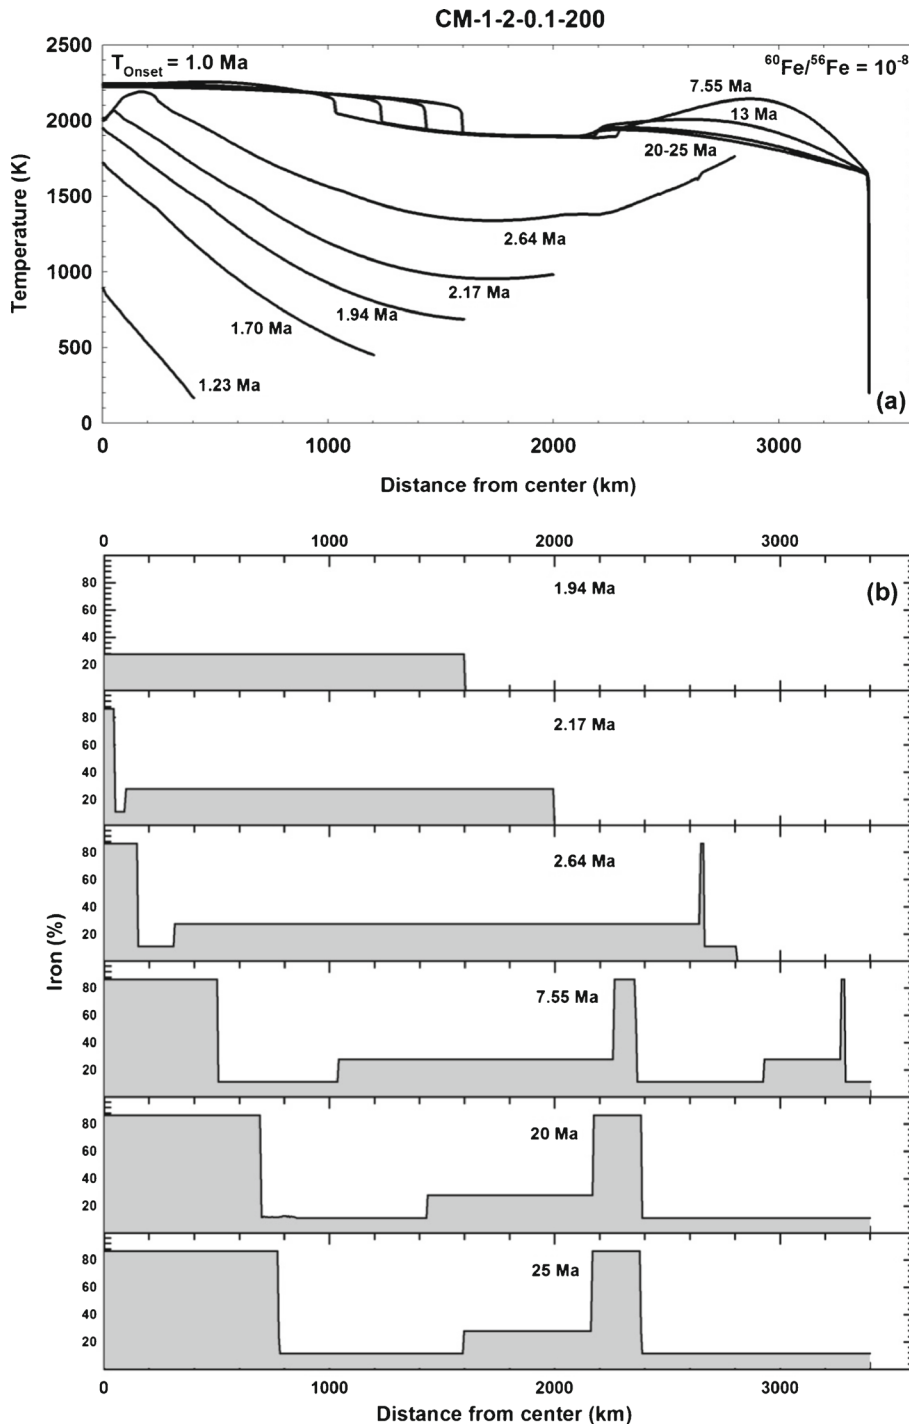 CM-1-2-0.1-200
2500
2000
1500
1000
500
0
Temperature (K)
T_Onset = 1.0 Ma
⁶⁰Fe/⁵⁶Fe = 10⁻⁸
7.55 Ma
13 Ma
20-25 Ma
2.64 Ma
2.17 Ma
1.94 Ma
1.70 Ma
1.23 Ma
(a)
0 1000 2000 3000
Distance from center (km)
0 1000 2000 3000
1.94 Ma
(b)
80
60
40
20
2.17 Ma
80
60
40
20
2.64 Ma
80
60
40
20
Iron (%)
7.55 Ma
80
60
40
20
20 Ma
80
60
40
20
25 Ma
80
60
40
20
0 1000 2000 3000
Distance from center (km)